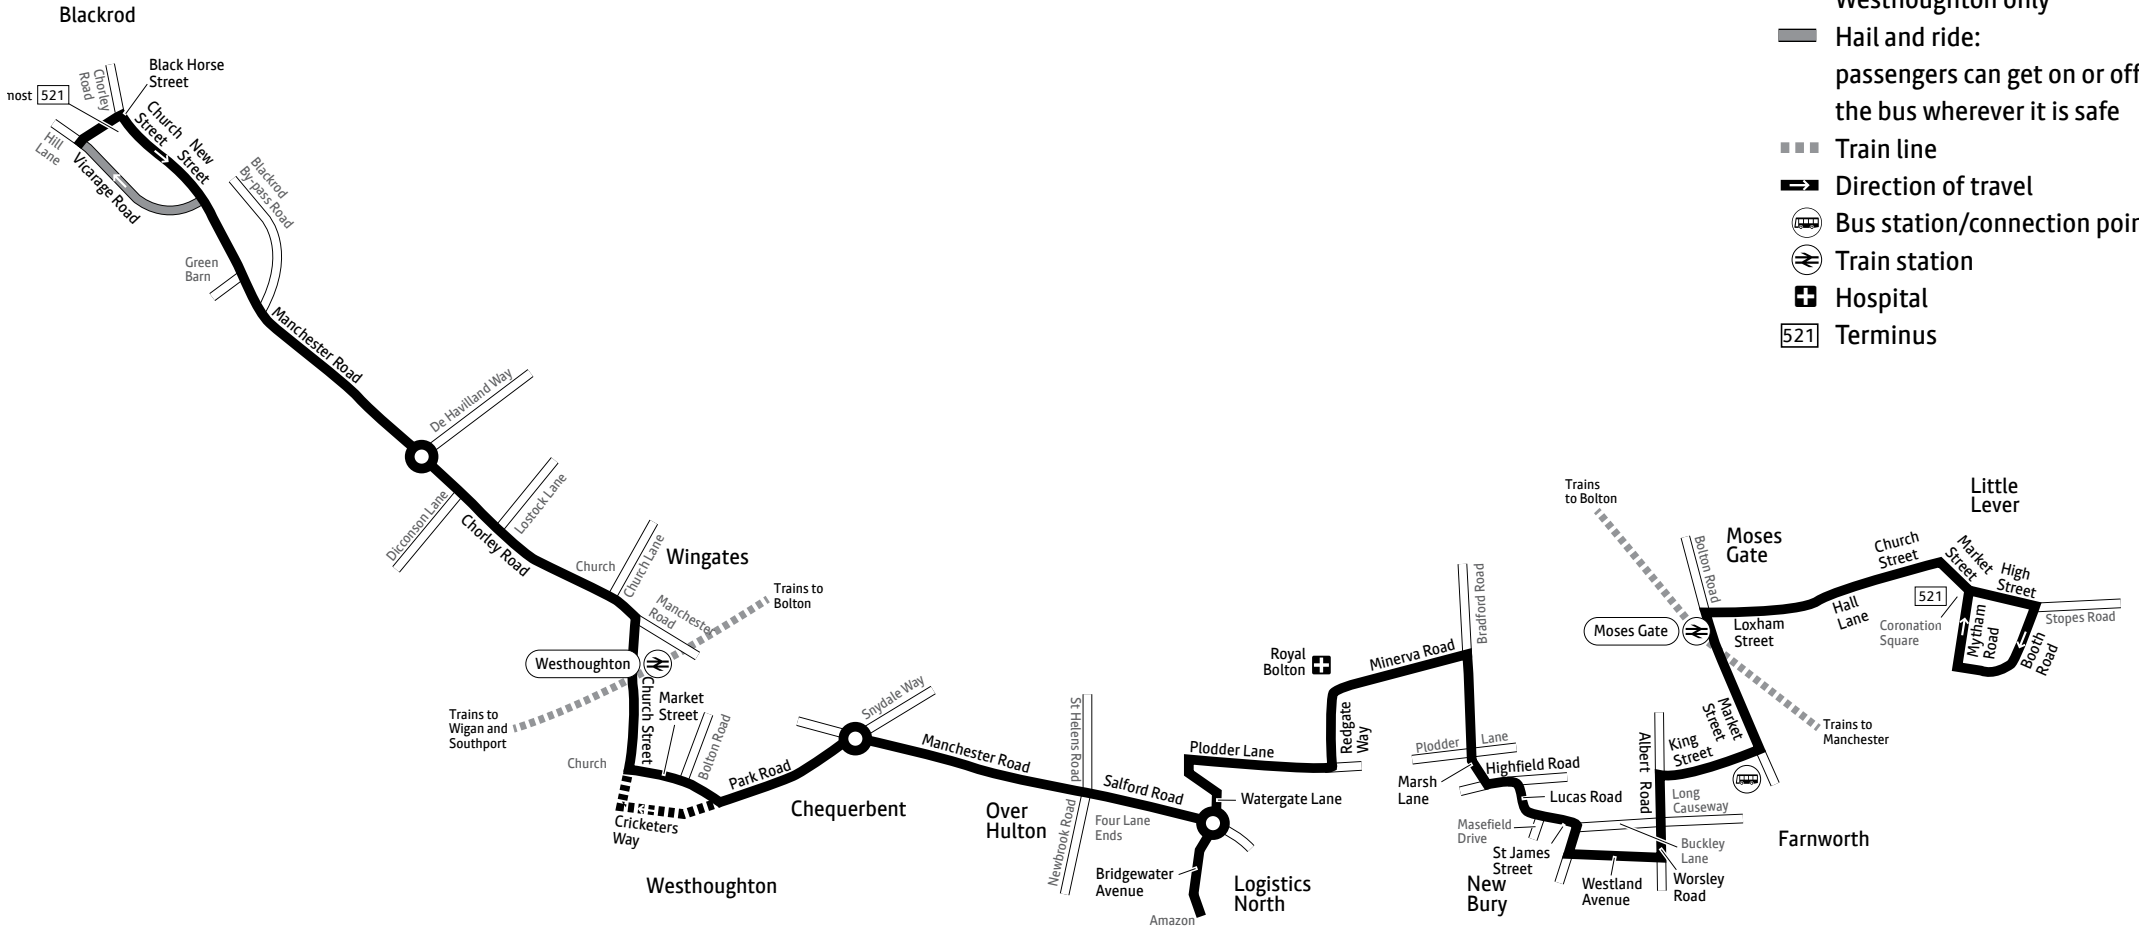 Blackrod
Westhoughton only
Hail and ride:
passengers can get on or off
the bus wherever it is safe
Train line
Direction of travel
Bus station/connection
Train station
Hospital
521
Terminus
Black Horse
Street
Chorley
Road
521
Church
Street
New
Street
Hill
Lane
Vicarage Road
Blackrod
By-pass Road
Green
Barn
Manchester Road
De Havilland Way
Dicconson Lane
Lostock Lane
Chorley Road
Church
Church Lane
Wingates
Manchester
Road
Trains to
Bolton
Westhoughton
Church Street
Market
Street
Bolton Road
Trains to
Wigan and
Southport
Church
Cricketers
Way
Westhoughton
Park Road
Snydale Way
Chequerbent
Manchester Road
St Helens Road
Over
Hulton
Newbrook Road
Salford Road
Four Lane
Ends
Plodder Lane
Watergate Lane
Bridgewater
Avenue
Amazon
Logistics
North
Royal
Bolton
Redgate
Way
Minerva Road
Bradford Road
Plodder Lane
Marsh
Lane
Highfield Road
Lucas Road
Masefield
Drive
St James
Street
New
Bury
Westland
Avenue
Worsley
Road
Buckley
Lane
Long
Causeway
Albert Road
King
Street
Market
Street
Farnworth
Trains
to Bolton
Bolton Road
Moses
Gate
Moses Gate
Loxham
Street
Trains to
Manchester
Hall
Lane
Church
Street
Market
Street
Little
Lever
High
Street
521
Coronation
Square
Mytham
Road
Booth
Road
Stopes Road